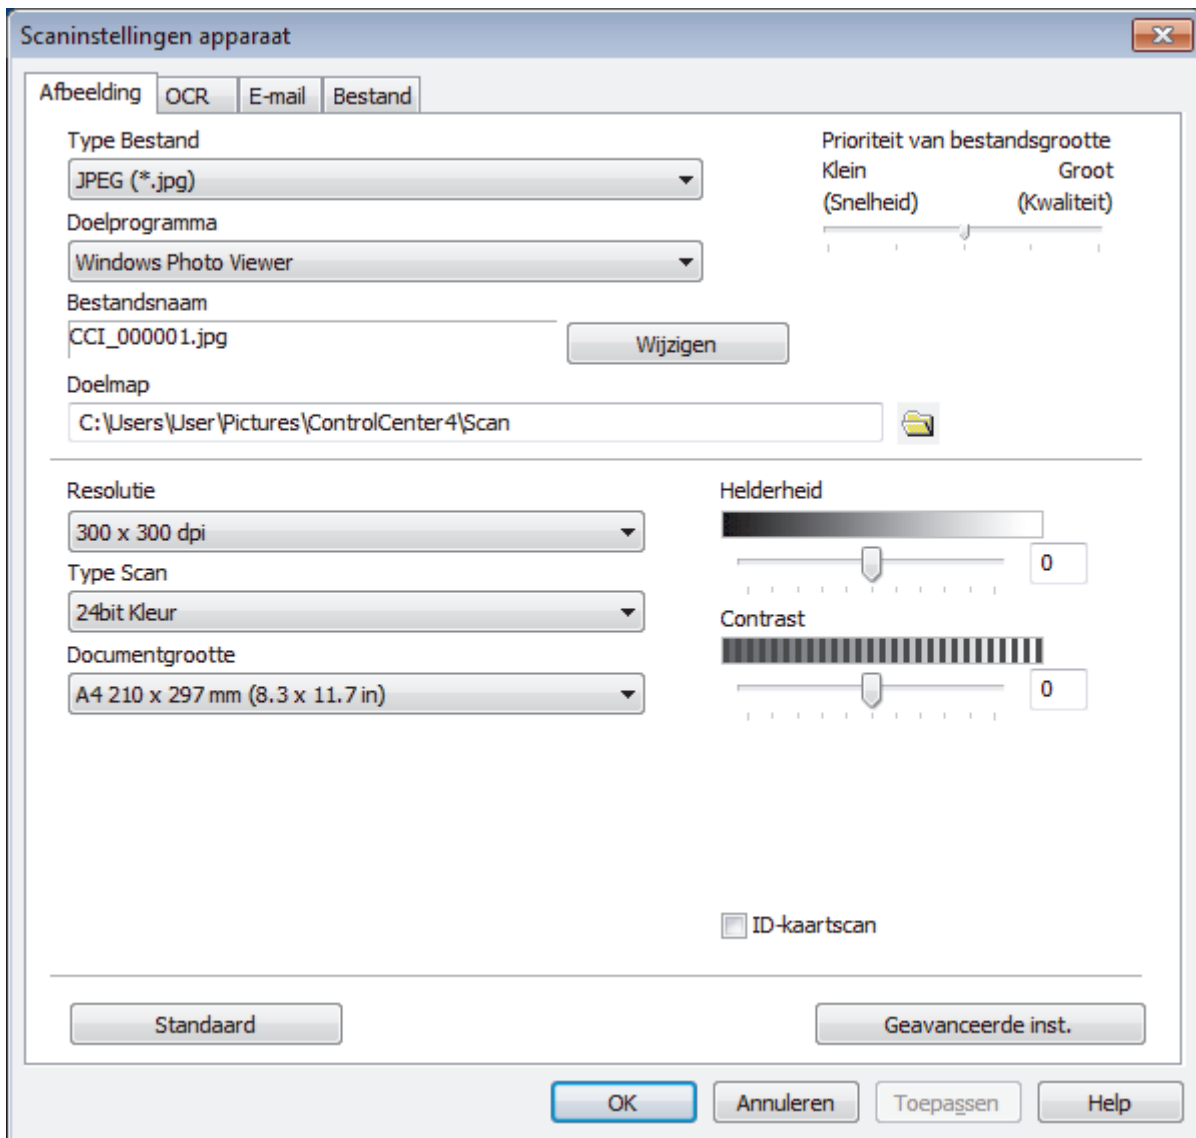 Scaninstellingen apparaat
Afbeelding OCR E-mail Bestand
Type Bestand
JPEG (*.jpg)
Doelprogramma
Windows Photo Viewer
Bestandsnaam
CCI_000001.jpg Wijzigen
Doelmap
C:\Users\User\Pictures\ControlCenter4\Scan
Prioriteit van bestandsgrootte
Klein Groot
(Snelheid) (Kwaliteit)
Resolutie
300 x 300 dpi
Type Scan
24bit Kleur
Documentgrootte
A4 210 x 297 mm (8.3 x 11.7 in)
Helderheid
0
Contrast
0
ID-kaartscan
Standaard Geavanceerde inst.
OK Annuleren Toepassen Help